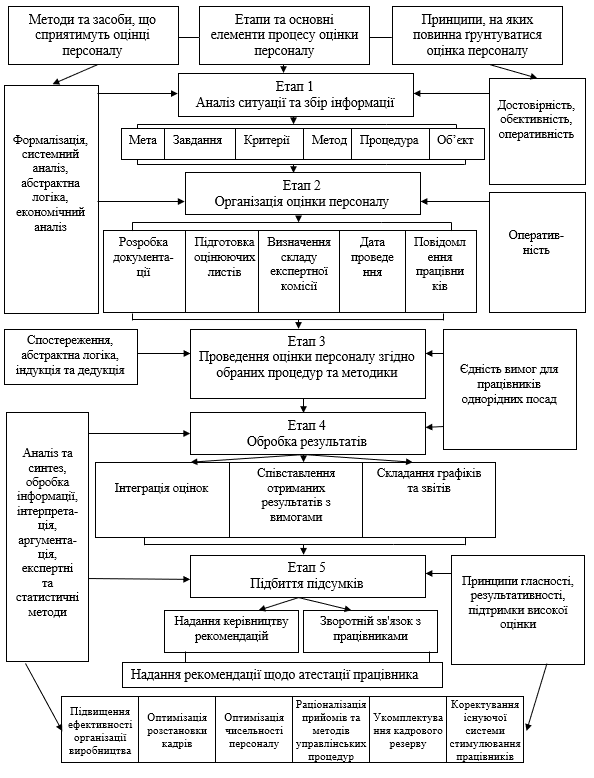 Методи та засоби, що
сприятимуть оцінці
персоналу
Етапи та основні
елементи процесу оцінки
персоналу
Принципи, на яких
повинна ґрунтуватися
оцінка персоналу
Етап 1
Аналіз ситуації та збір інформації
Формалізація,
системний
аналіз,
абстрактна
логіка,
економічний
аналіз
Достовірність,
обективність,
оперативність
Мета
Завдання
Критерії
Метод
Процедура
Об’єкт
Етап 2
Організація оцінки персоналу
Оператив-
ність
Розробка
документа-
ції
Підготовка
оцінюючих
листів
Визначення
складу
експертної
комісії
Дата
проведе
ння
Повідомл
ення
працівни
ків
Спостереження,
абстрактна логіка,
індукція та дедукція
Етап 3
Проведення оцінки персоналу згідно
обраних процедур та методики
Єдність вимог для
працівників
однорідних посад
Етап 4
Обробка результатів
Аналіз та
синтез,
обробка
інформації,
інтерпрета-
ція,
аргумента-
ція,
експертні
та
статистичні
методи
Інтеграція оцінок
Співставлення
отриманих
результатів з
вимогами
Складання графіків
та звітів
Етап 5
Підбиття підсумків
Принципи гласності,
результативності,
підтримки високої
оцінки
Надання керівництву
рекомендацій
Зворотній зв'язок з
працівниками
Надання рекомендації щодо атестації працівника
Підвищення
ефективності
організації
виробництва
Оптимізація
розстановки
кадрів
Оптимізація
чисельності
персоналу
Раціоналізація
прийомів та
методів
управлінських
процедур
Укомплектува
ння кадрового
резерву
Коректування
існуючої
системи
стимулювання
працівників